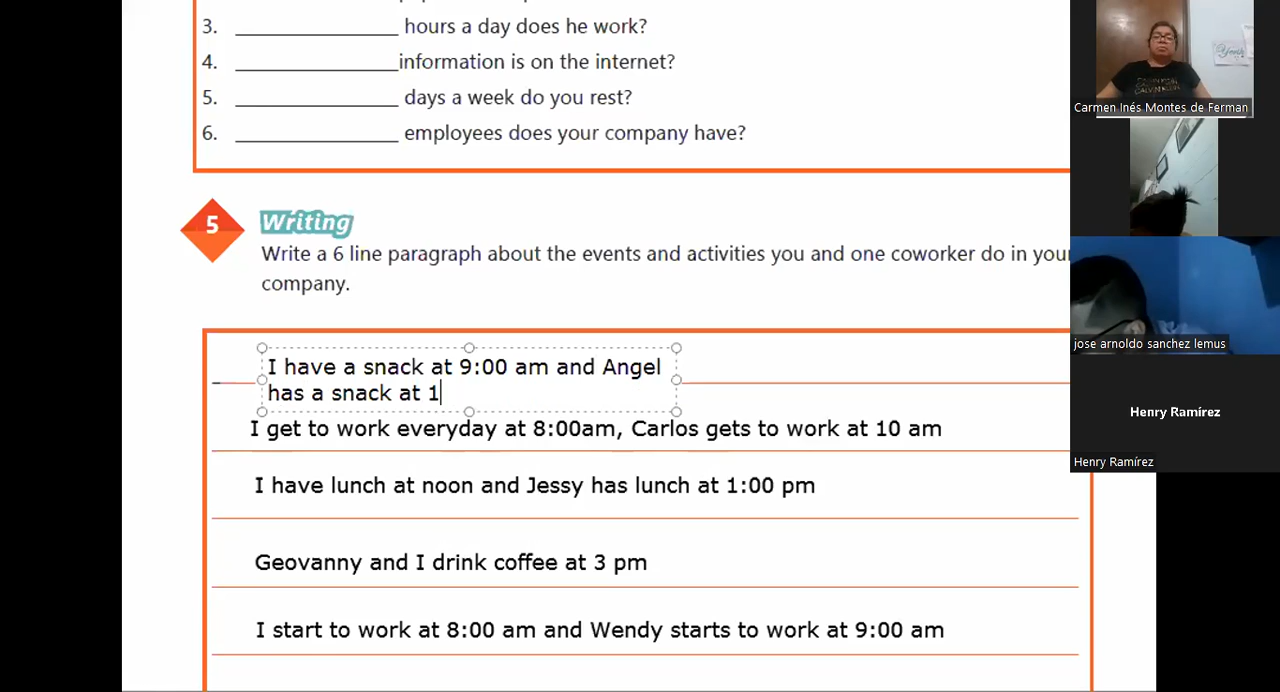 3. ______________ hours a day does he work?
4. ______________information is on the internet?
5. ______________ days a week do you rest?
6. ______________ employees does your company have?
5 Writing
Write a 6 line paragraph about the events and activities you and one coworker do in your
company.
I have a snack at 9:00 am and Angel
has a snack at 1
I get to work everyday at 8:00am, Carlos gets to work at 10 am
I have lunch at noon and Jessy has lunch at 1:00 pm
Geovanny and I drink coffee at 3 pm
I start to work at 8:00 am and Wendy starts to work at 9:00 am
Carmen Inés Montes de Ferman
jose arnoldo sanchez lemus
Henry Ramírez
Henry Ramírez